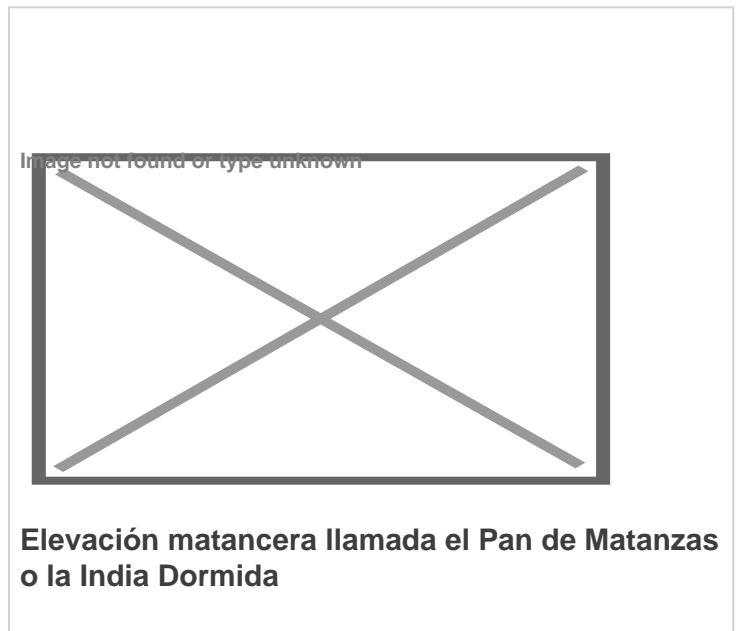 Image not found or type unknown
Elevación matancera llamada el Pan de Matanzas
o la India Dormida